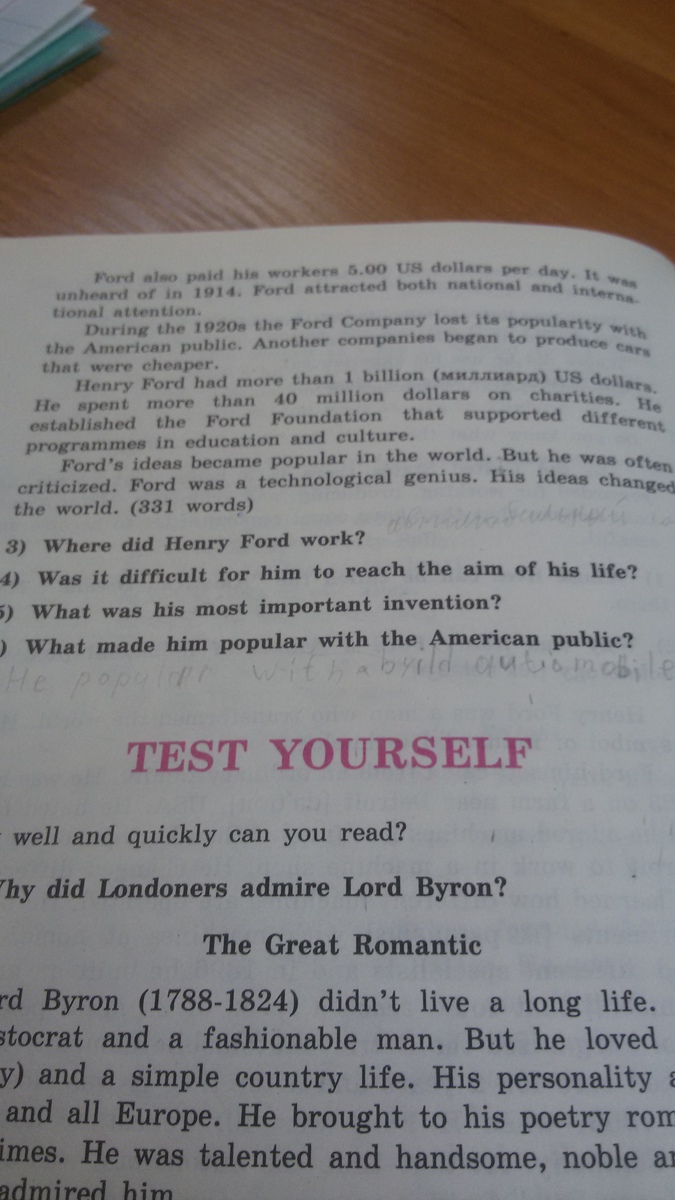 Ford also paid his workers 5.00 US dollars per day. It was
unheard of in 1914. Ford attracted both national and interna-
tional attention.
During the 1920s the Ford Company lost its popularity with
the American public. Another companies began to produce cars
that were cheaper.
Henry Ford had more than 1 billion (миллиард) US dollars.
He spent more than 40 million dollars on charities. He
established the Ford Foundation that supported different
programmes in education and culture.
Ford's ideas became popular in the world. But he was often
criticized. Ford was a technological genius. His ideas changed
the world. (331 words)
3) Where did Henry Ford work?
4) Was it difficult for him to reach the aim of his life?
5) What was his most important invention?
) What made him popular with the American public?
He with a automobile
TEST YOURSELF
well and quickly can you read?
Why did Londoners admire Lord Byron?
The Great Romantic
rd Byron (1788-1824) didn't live a long life.
stocrat and a fashionable man. But he loved
y) and a simple country life. His personality a
and all Europe. He brought to his poetry rom
imes. He was talented and handsome, noble an
admired him